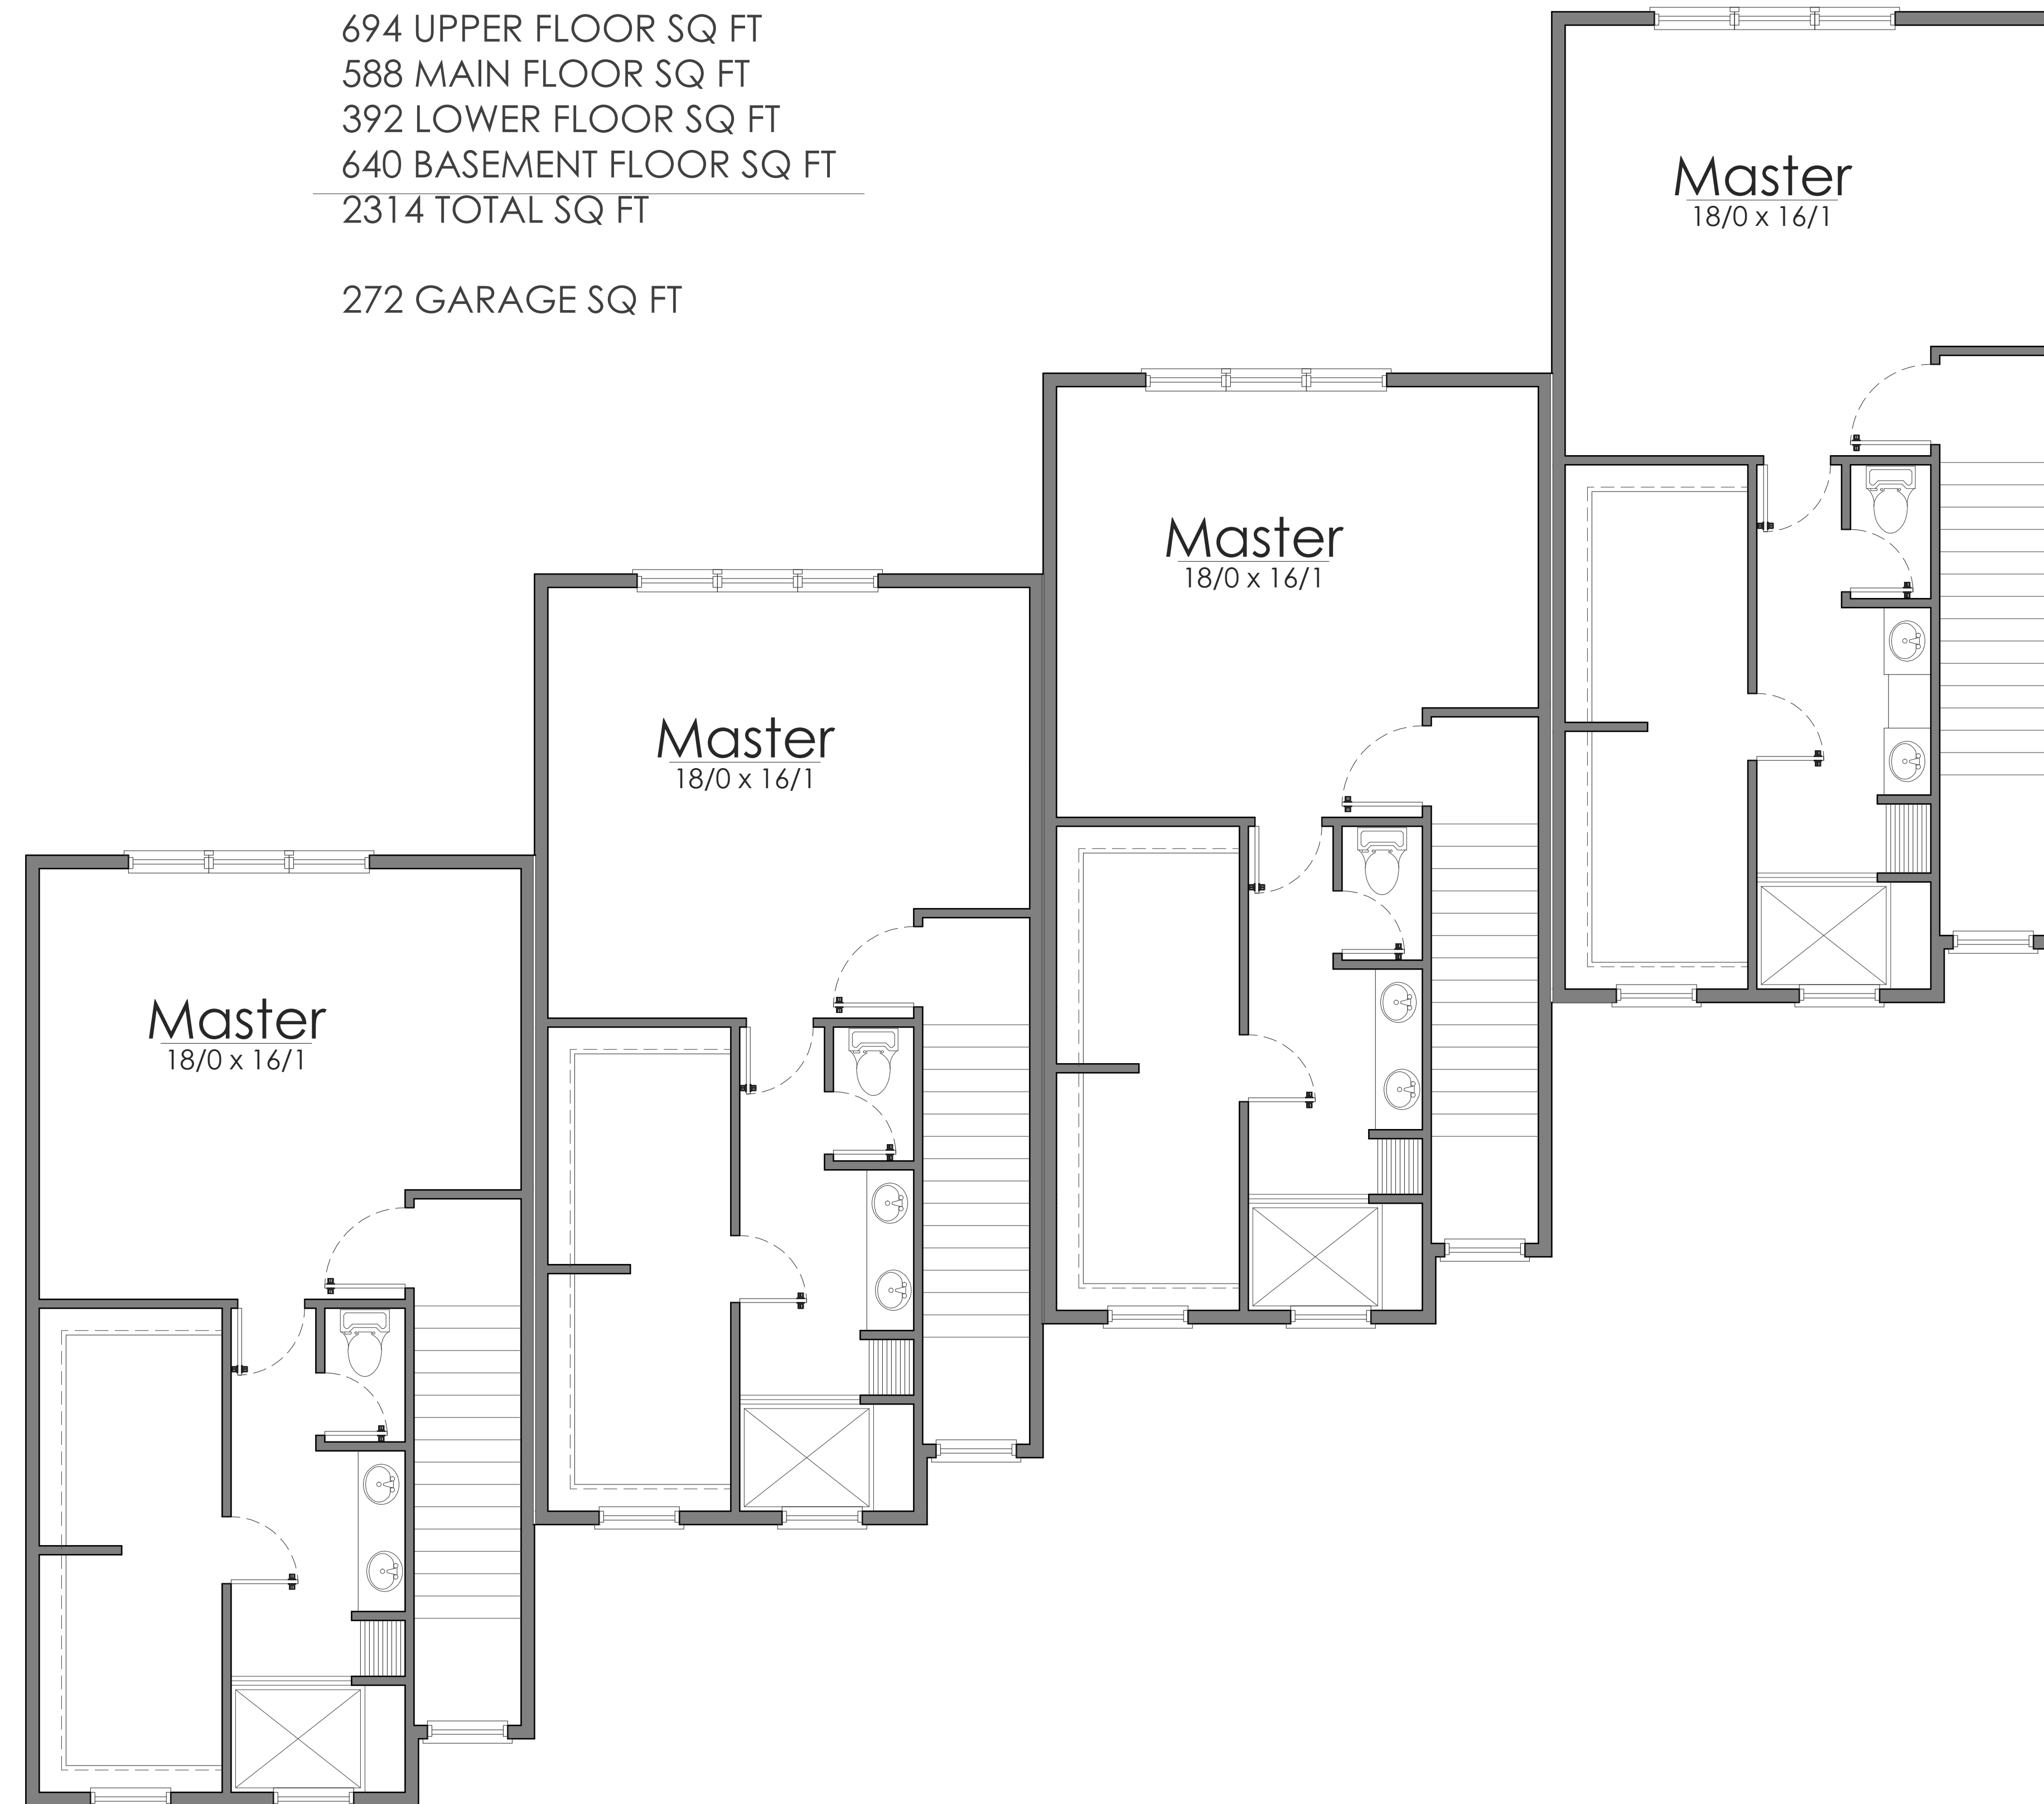 694 UPPER FLOOR SQ FT
588 MAIN FLOOR SQ FT
392 LOWER FLOOR SQ FT
640 BASEMENT FLOOR SQ FT
2314 TOTAL SQ FT
272 GARAGE SQ FT
Master
18/0 x 16/1
Master
18/0 x 16/1
Master
18/0 x 16/1
Master
18/0 x 16/1